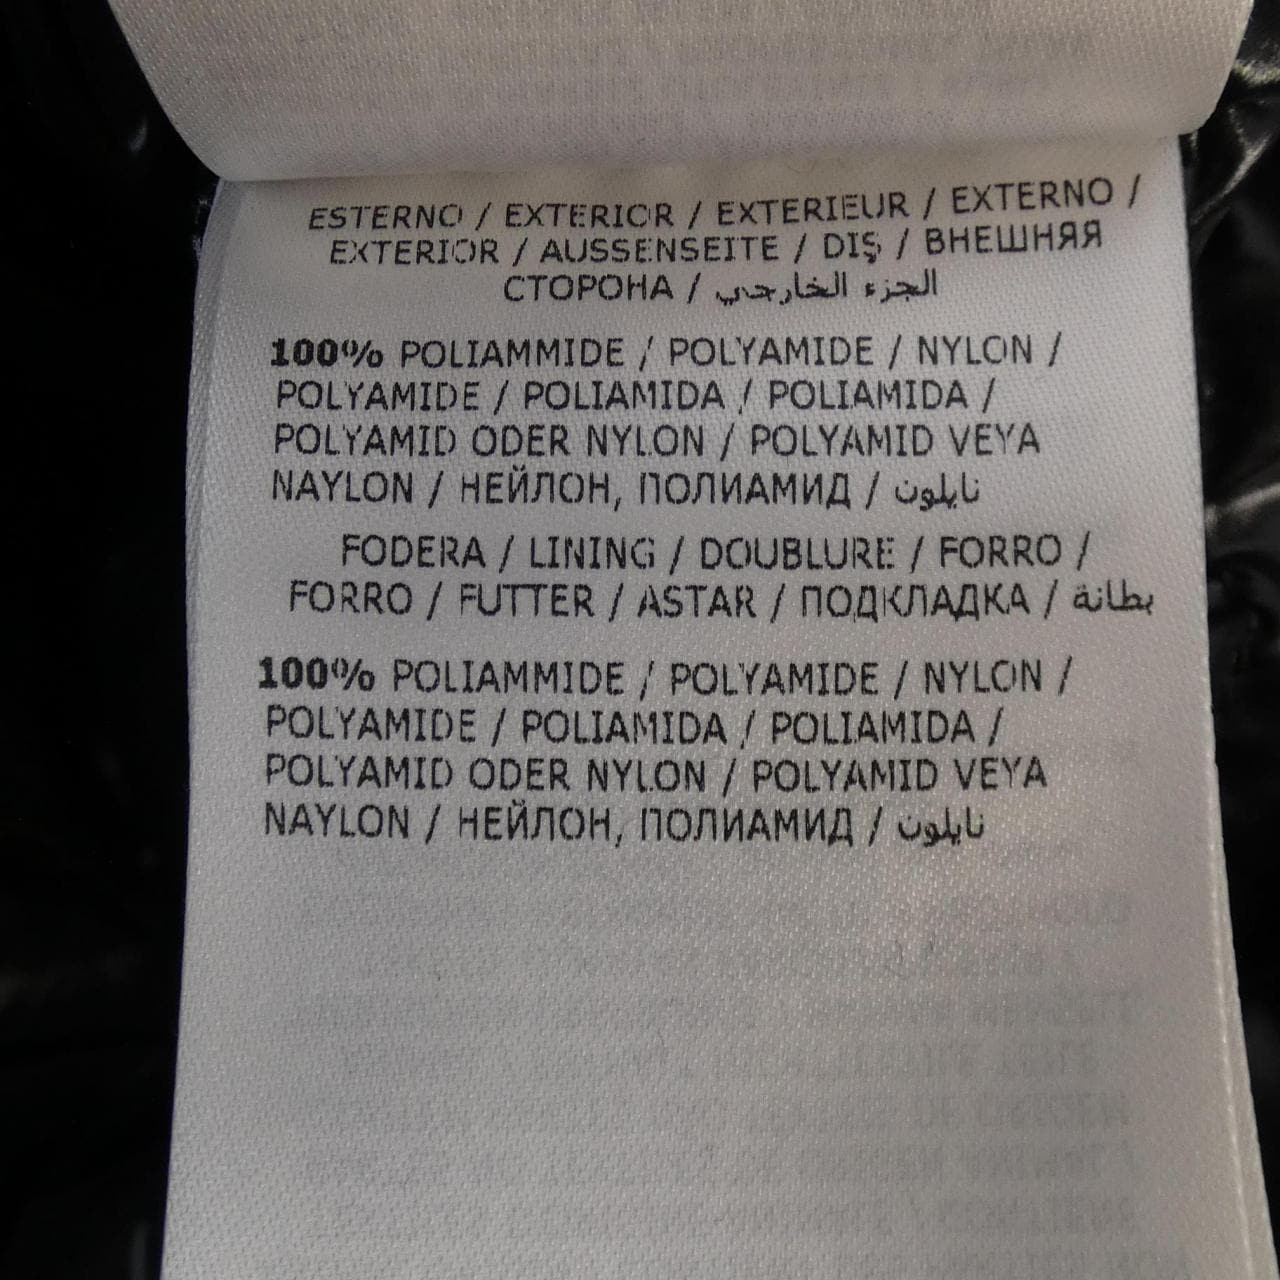 ESTERNO / EXTERIOR / EXTERIEUR / EXTERNO /
EXTERIOR / AUSSENSEITE / DIŞ / ВНЕШНЯЯ
СТОРОНА / الجزء الخارجي
100% POLIAMMIDE / POLYAMIDE / NYLON /
POLYAMIDE / POLIAMIDA / POLIAMIDA /
POLYAMID ODER NYLON / POLYAMID VEYA
NAYLON / НЕЙЛОН, ПОЛИАМИД / نايلون
FODERA / LINING / DOUBLURE / FORRO /
FORRO / FUTTER / ASTAR / ПОДКЛАДКА / بطانة
100% POLIAMMIDE / POLYAMIDE / NYLON /
POLYAMIDE / POLIAMIDA / POLIAMIDA /
POLYAMID ODER NYLON / POLYAMID VEYA
NAYLON / НЕЙЛОН, ПОЛИАМИД / نايلون